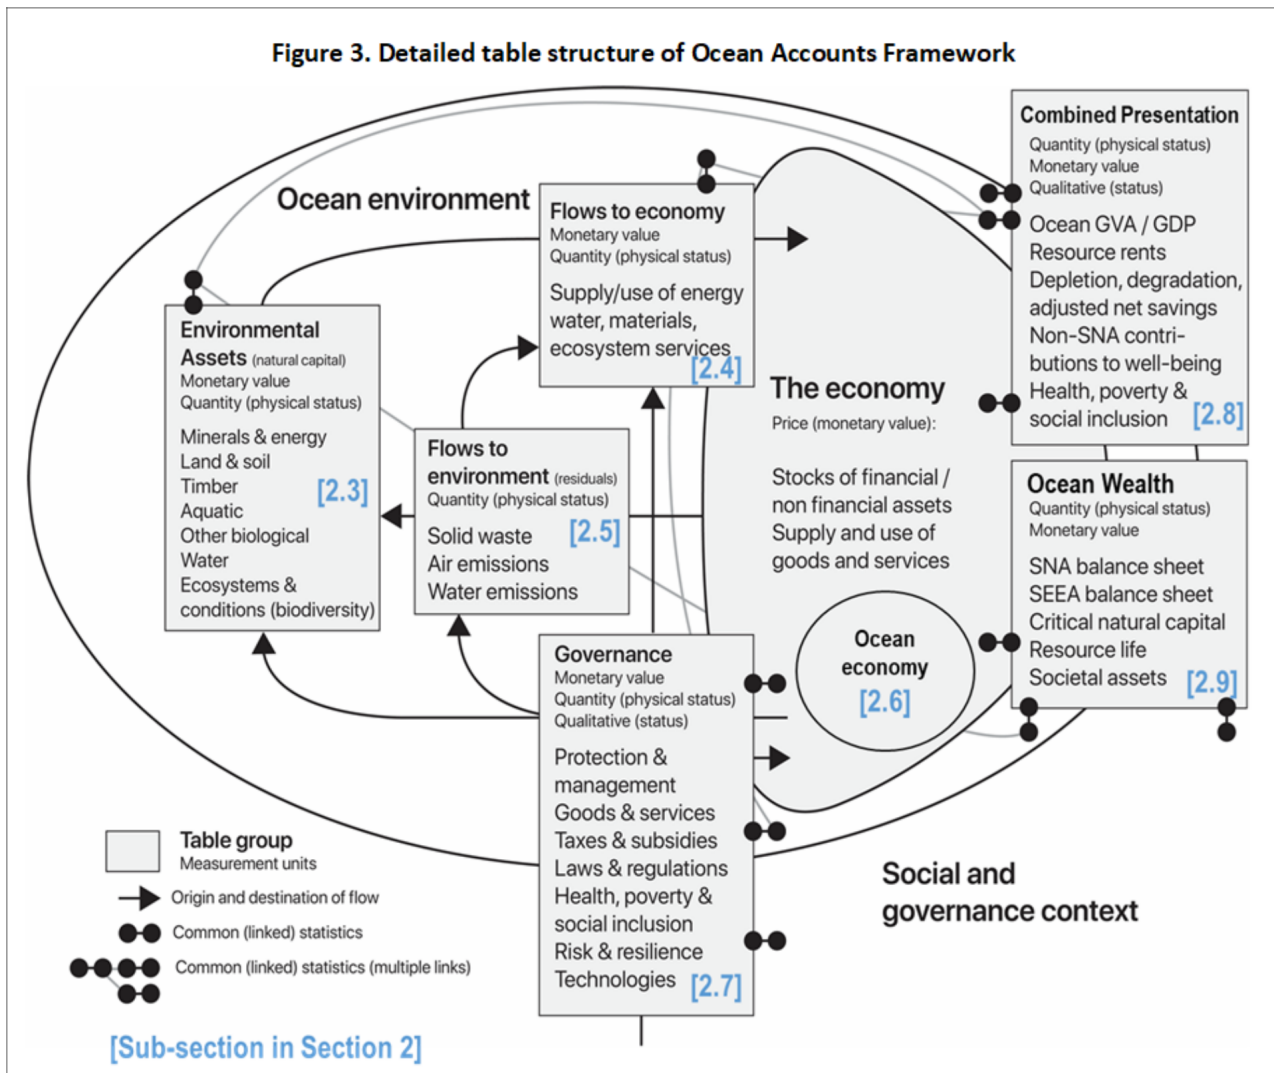 Figure 3. Detailed table structure of Ocean Accounts Framework
Ocean environment
Flows to economy
Monetary value
Quantity (physical status)
Supply/use of energy
water, materials,
ecosystem services
[2.4]
Combined Presentation
Quantity (physical status)
Monetary value
Qualitative (status)
Ocean GVA / GDP
Resource rents
Depletion, degradation,
adjusted net savings
Non-SNA contri-
butions to well-being
Health, poverty &
social inclusion
[2.8]
Environmental
Assets (natural capital)
Monetary value
Quantity (physical status)
Minerals & energy
Land & soil
Timber
[2.3]
Aquatic
Other biological
Water
Ecosystems &
conditions (biodiversity)
Flows to
environment (residuals)
Quantity (physical status)
Solid waste
[2.5]
Air emissions
Water emissions
The economy
Price (monetary value):
Stocks of financial /
non financial assets
Supply and use of
goods and services
Ocean
economy
[2.6]
Ocean Wealth
Quantity (physical status)
Monetary value
SNA balance sheet
SEEA balance sheet
Critical natural capital
Resource life
Societal assets
[2.9]
Governance
Monetary value
Quantity (physical status)
Qualitative (status)
Protection &
management
Goods & services
Taxes & subsidies
Laws & regulations
Health, poverty &
social inclusion
Risk & resilience
Technologies
[2.7]
Social and
governance context
Table group
Measurement units
Origin and destination of flow
Common (linked) statistics
Common (linked) statistics (multiple links)
[Sub-section in Section 2]